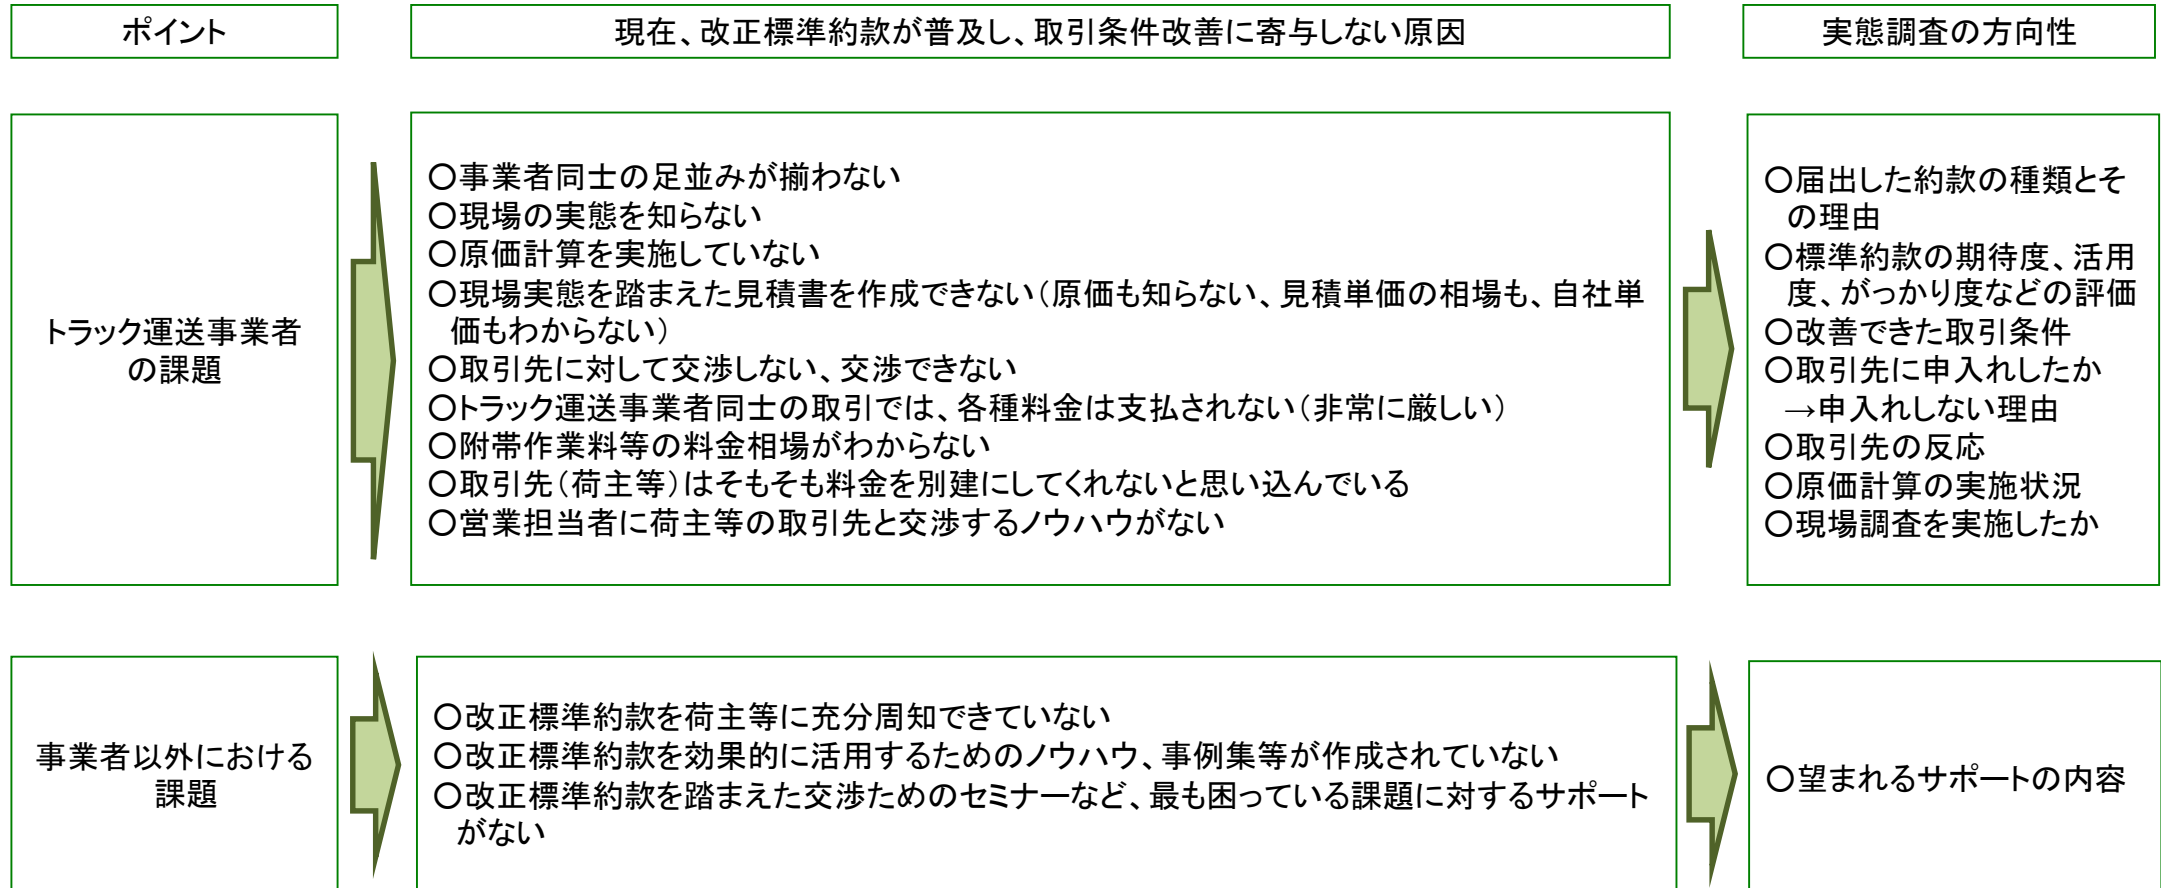 ポイント
現在、改正標準約款が普及し、取引条件改善に寄与しない原因
実態調査の方向性
トラック運送事業者
の課題
〇事業者同士の足並みが揃わない
〇現場の実態を知らない
〇原価計算を実施していない
〇現場実態を踏まえた見積書を作成できない(原価も知らない、見積単価の相場も、自社単
価もわからない)
〇取引先に対して交渉しない、交渉できない
〇トラック運送事業者同士の取引では、各種料金は支払されない(非常に厳しい)
〇附帯作業料等の料金相場がわからない
〇取引先(荷主等)はそもそも料金を別建にしてくれないと思い込んでいる
〇営業担当者に荷主等の取引先と交渉するノウハウがない
〇届出した約款の種類とそ
の理由
〇標準約款の期待度、活用
度、がっかり度などの評価
〇改善できた取引条件
〇取引先に申入れしたか
→申入れしない理由
〇取引先の反応
〇原価計算の実施状況
〇現場調査を実施したか
事業者以外における
課題
〇改正標準約款を荷主等に充分周知できていない
〇改正標準約款を効果的に活用するためのノウハウ、事例集等が作成されていない
〇改正標準約款を踏まえた交渉ためのセミナーなど、最も困っている課題に対するサポート
がない
〇望まれるサポートの内容